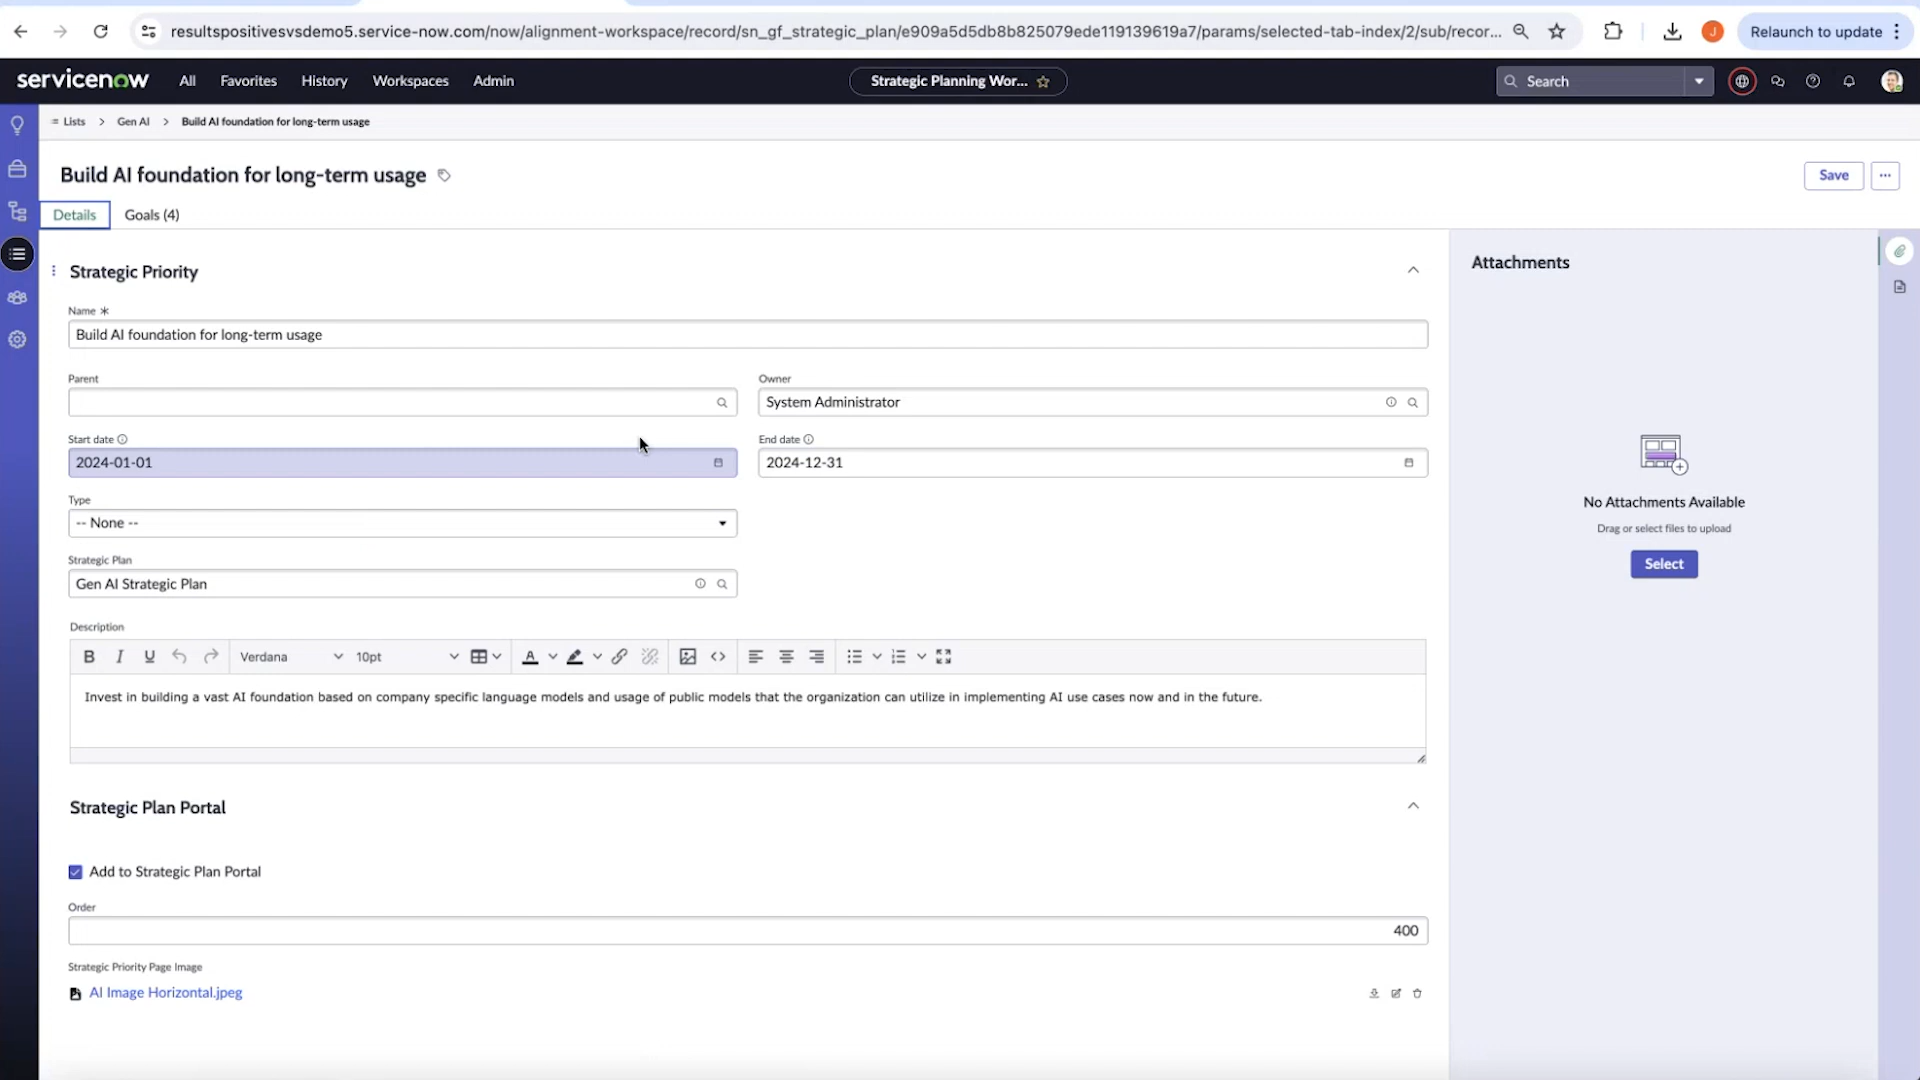 resultspositivesvsdemo5.service-now.com/now/alignment-workspace/record/sn_gf_strategic_plan/e909a5d5db8b825079ede119139619a7/params/selected-tab-index/2/sub/recor...
J
Relaunch to update
servicenow
All
Favorites
History
Workspaces
Admin
Strategic Planning Wor...
Search
Lists > Gen AI > Build AI foundation for long-term usage
Build AI foundation for long-term usage
Save
...
Details
Goals (4)
Strategic Priority
Name *
Build AI foundation for long-term usage
Parent
Owner
System Administrator
Start date
2024-01-01
End date
2024-12-31
Type
-- None --
Strategic Plan
Gen AI Strategic Plan
Description
B I U
Verdana
10pt
A
Invest in building a vast AI foundation based on company specific language models and usage of public models that the organization can utilize in implementing AI use cases now and in the future.
Strategic Plan Portal
Add to Strategic Plan Portal
Order
400
Strategic Priority Page Image
AI Image Horizontal.jpeg
Attachments
No Attachments Available
Drag or select files to upload
Select